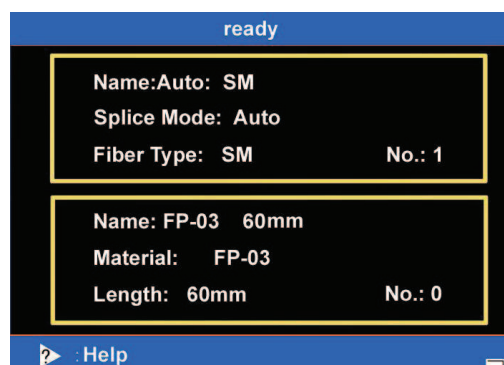 ready
Name:Auto: SM
Splice Mode: Auto
Fiber Type: SM No.: 1
Name: FP-03 60mm
Material: FP-03
Length: 60mm No.: 0
? :Help